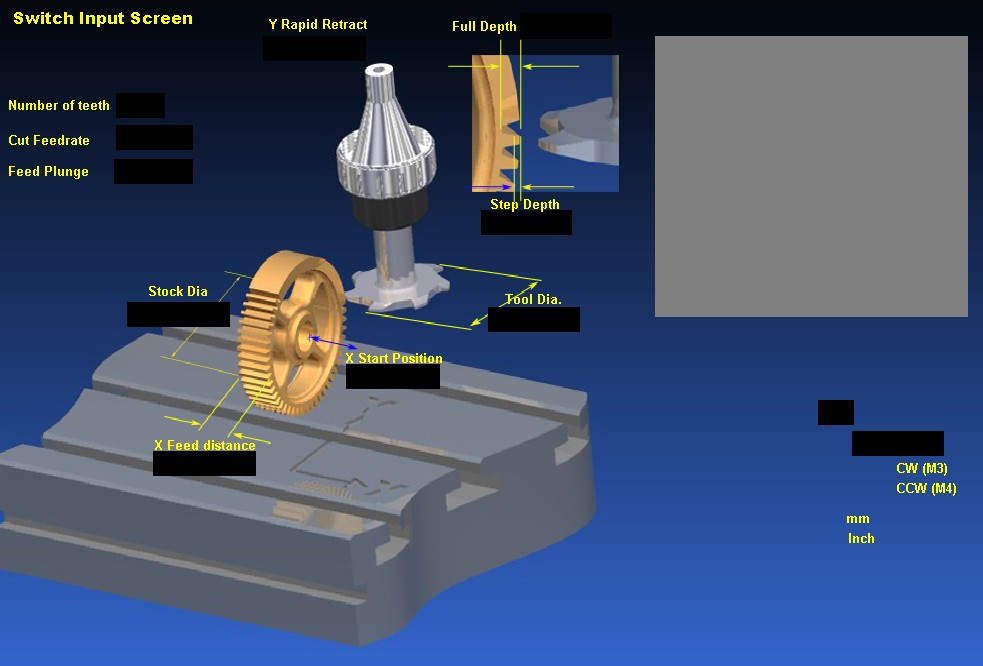 Switch Input Screen
Y Rapid Retract
Full Depth
Number of teeth
Cut Feedrate
Feed Plunge
Step Depth
Stock Dia
Tool Dia.
X Start Position
X Feed distance
CW (M3)
CCW (M4)
mm
Inch